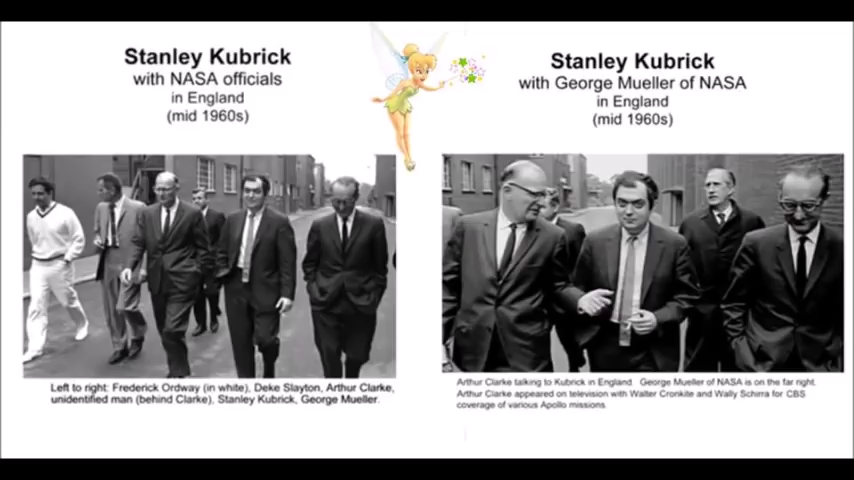 Stanley Kubrick
with NASA officials
in England
(mid 1960s)
Left to right: Frederick Ordway (in white), Deke Slayton, Arthur Clarke,
unidentified man (behind Clarke), Stanley Kubrick, George Mueller.
Stanley Kubrick
with George Mueller of NASA
in England
(mid 1960s)
Arthur Clarke talking to Kubrick in England. George Mueller of NASA is on the far right.
Arthur Clarke appeared on television with Walter Cronkite and Wally Schirra for CBS
coverage of various Apollo missions.